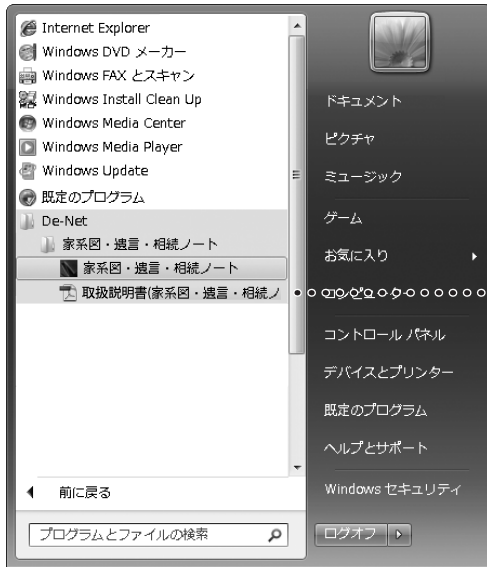 Internet Explorer
Windows DVD メーカー
Windows FAX とスキャン
Windows Install Clean Up
Windows Media Center
Windows Media Player
Windows Update
既定のプログラム
De-Net
家系図・遺言・相続ノート
家系図・遺言・相続ノート
取扱説明書(家系図・遺言・相続ノ
前に戻る
プログラムとファイルの検索
ドキュメント
ピクチャ
ミュージック
ゲーム
お気に入り
コンピューター
コントロール パネル
デバイスとプリンター
既定のプログラム
ヘルプとサポート
Windows セキュリティ
ログオフ